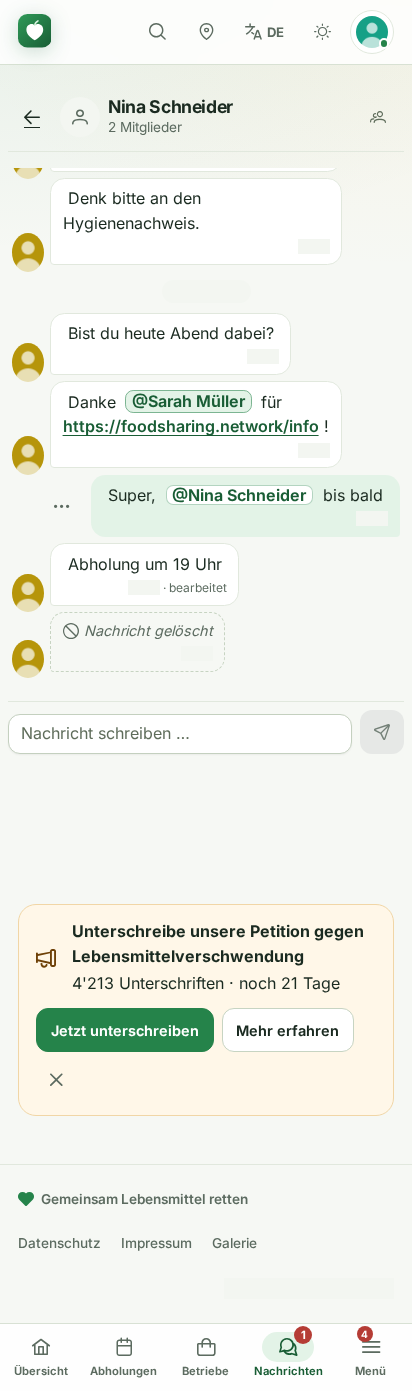 DE
Nina Schneider
2 Mitglieder
Denk bitte an den
Hygienenachweis.
Bist du heute Abend dabei?
Danke @Sarah Müller für
https://foodsharing.network/info !
Super, @Nina Schneider bis bald
Abholung um 19 Uhr
· bearbeitet
Nachricht gelöscht
Nachricht schreiben …
Unterschreibe unsere Petition gegen
Lebensmittelverschwendung
4'213 Unterschriften · noch 21 Tage
Jetzt unterschreiben Mehr erfahren
Gemeinsam Lebensmittel retten
Datenschutz Impressum Galerie
1 4
Übersicht Abholungen Betriebe Nachrichten Menü